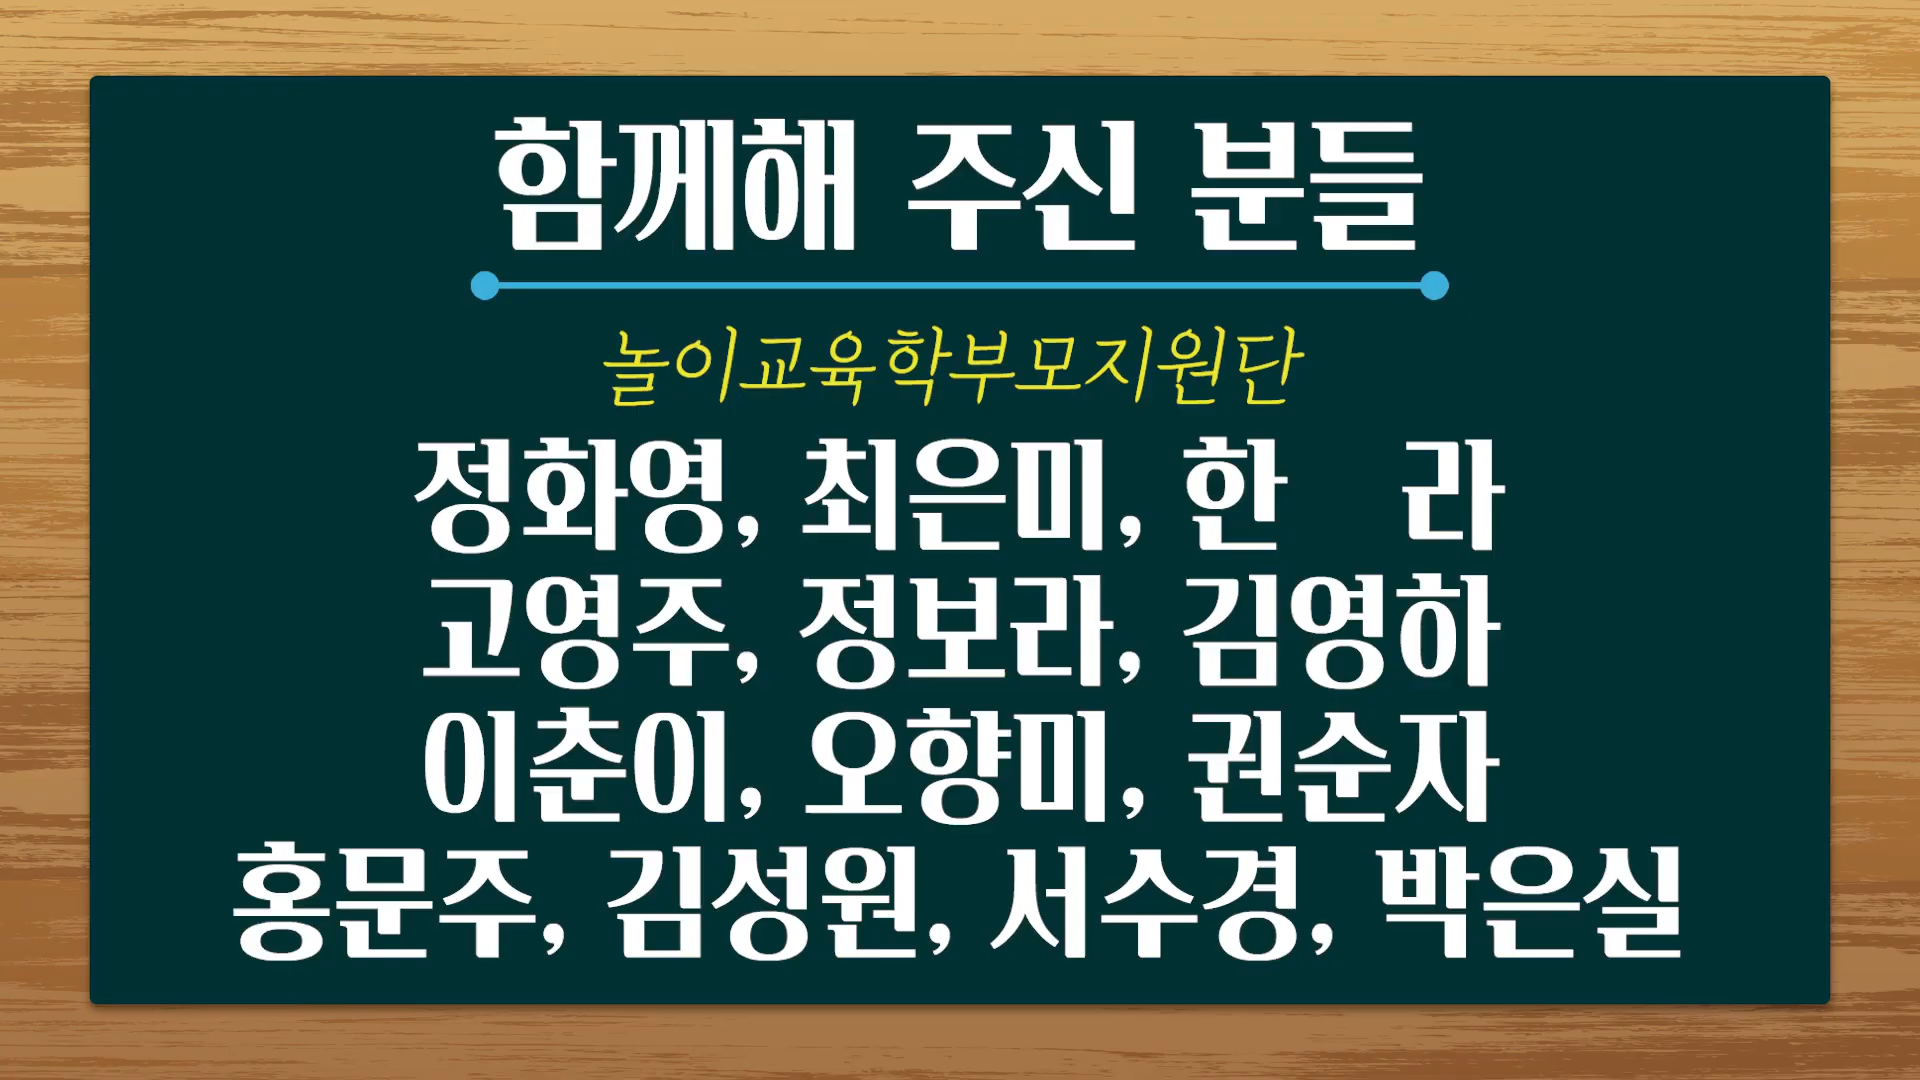 함께해 주신 분들
놀이교육학부모지원단
정화영, 최은미, 한 라
고영주, 정보라, 김영하
이춘이, 오향미, 권순자
홍문주, 김성원, 서수경, 박은실